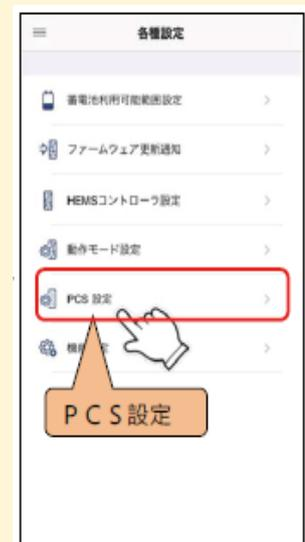 各種設定
蓄電池利用可能範囲設定
ファームウェア更新通知
HEMSコントローラ設定
動作モード設定
PCS 設定
PCS設定